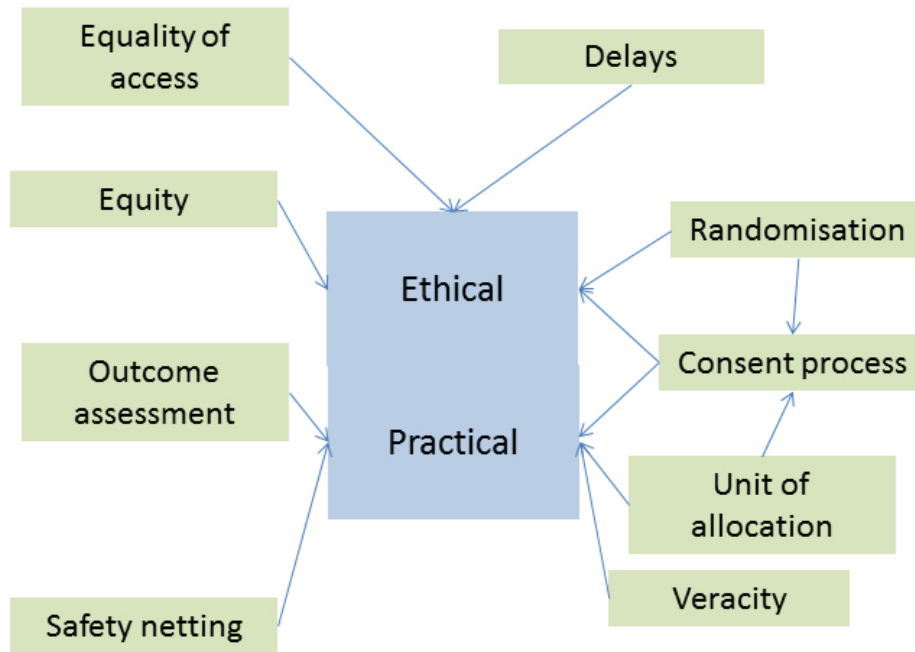 Equality of
access
Delays
Equity
Randomisation
Ethical
Outcome
assessment
Consent process
Practical
Unit of
allocation
Veracity
Safety netting